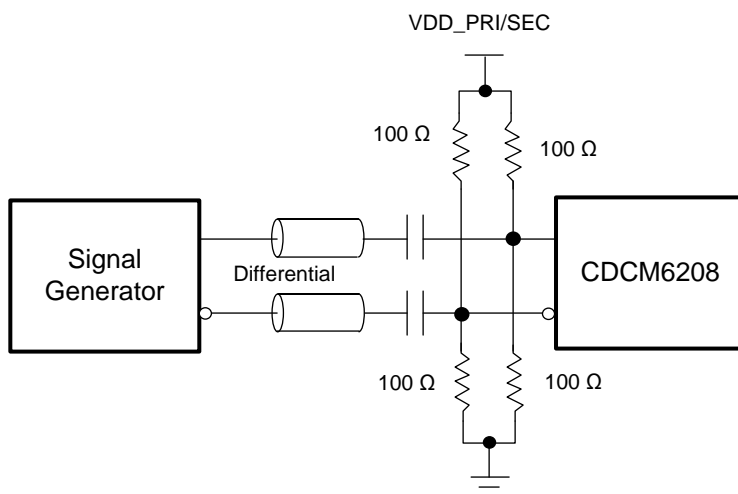 VDD_PRI/SEC
100 Ω
100 Ω
Signal
Generator
Differential
CDCM6208
100 Ω
100 Ω